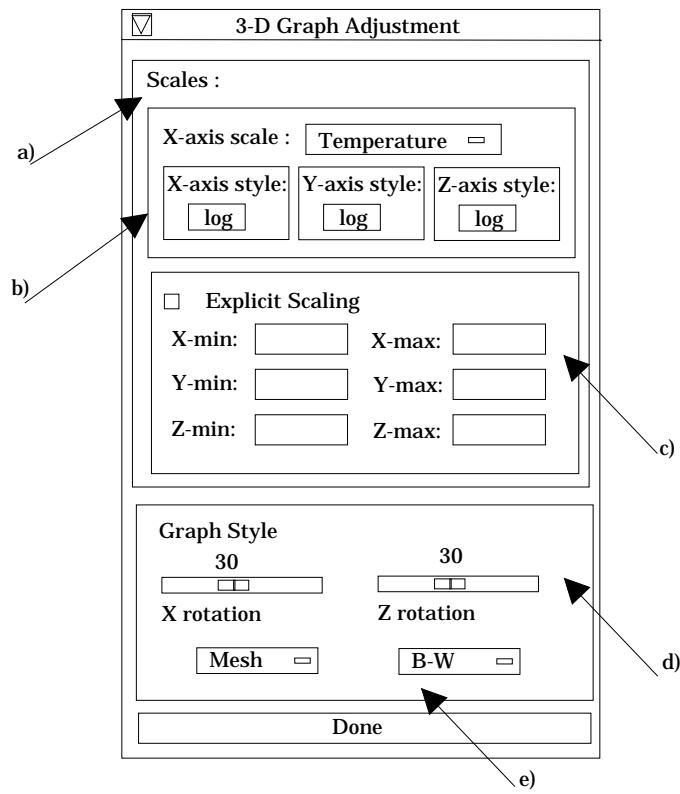 3-D Graph Adjustment
Scales :
a)
X-axis scale : Temperature
X-axis style: Y-axis style: Z-axis style:
log log log
b)
Explicit Scaling
X-min: X-max:
Y-min: Y-max:
Z-min: Z-max:
c)
Graph Style
30 30
X rotation Z rotation
Mesh B-W
d)
Done
e)